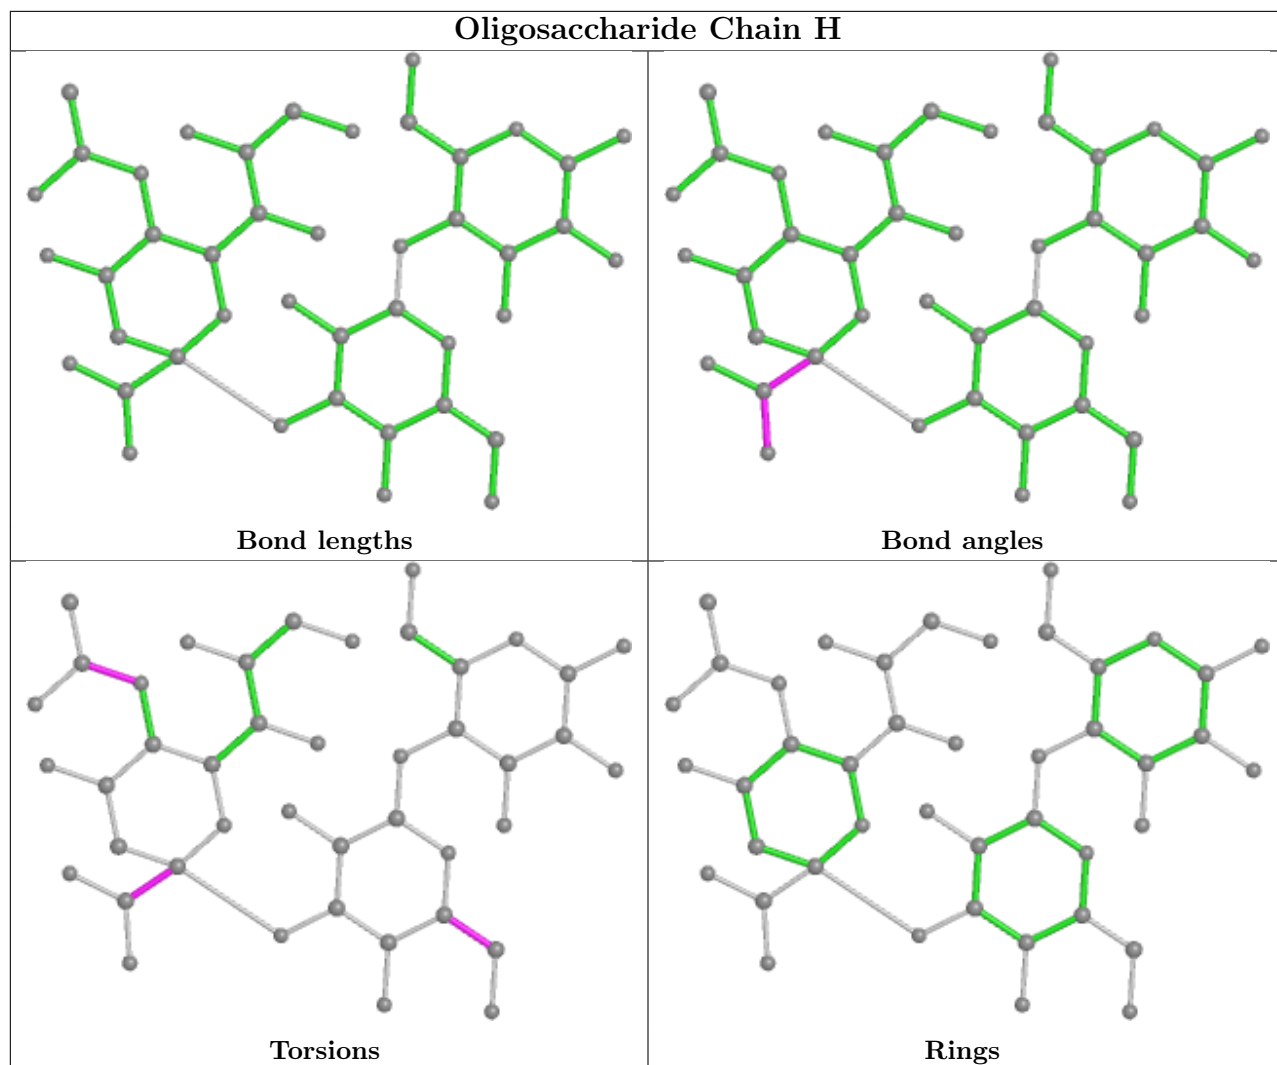 Oligosaccharide Chain H
Bond lengths
Bond angles
Torsions
Rings